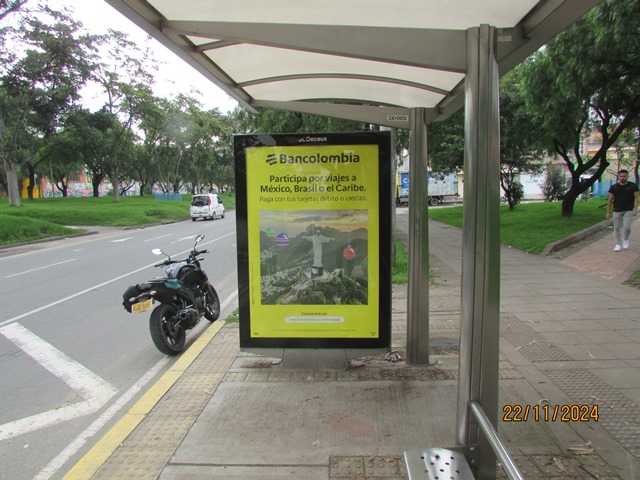 JCDecaux
Bancolombia
Participa por viajes a
México, Brasil o el Caribe.
Paga con tus tarjetas débito o crédito.
22/11/2024